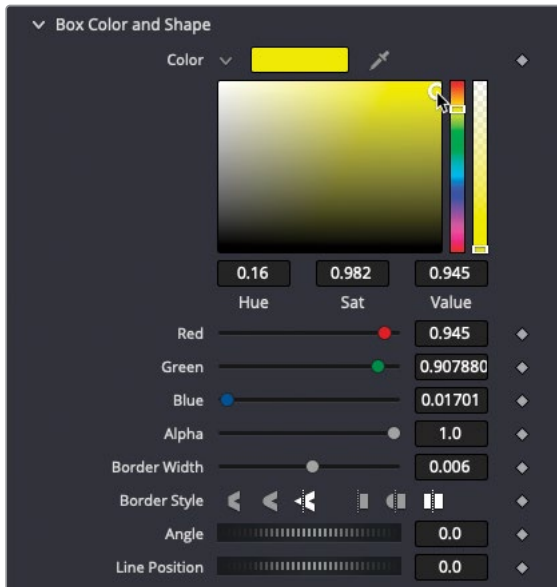 Box Color and Shape
Color
0.16 0.982 0.945
Hue Sat Value
Red 0.945
Green 0.907880
Blue 0.01701
Alpha 1.0
Border Width 0.006
Border Style
Angle 0.0
Line Position 0.0